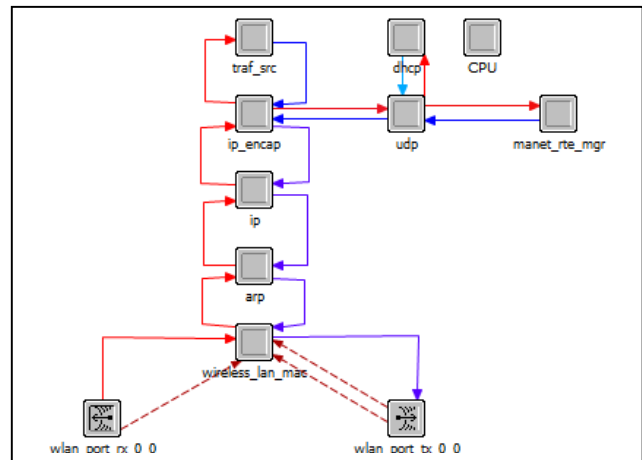 traf_src
dhcp
CPU
ip_encap
udp
manet_rte_mgr
ip
arp
wireless_lan_mac
wlan_port_rx_0_0
wlan_port_tx_0_0